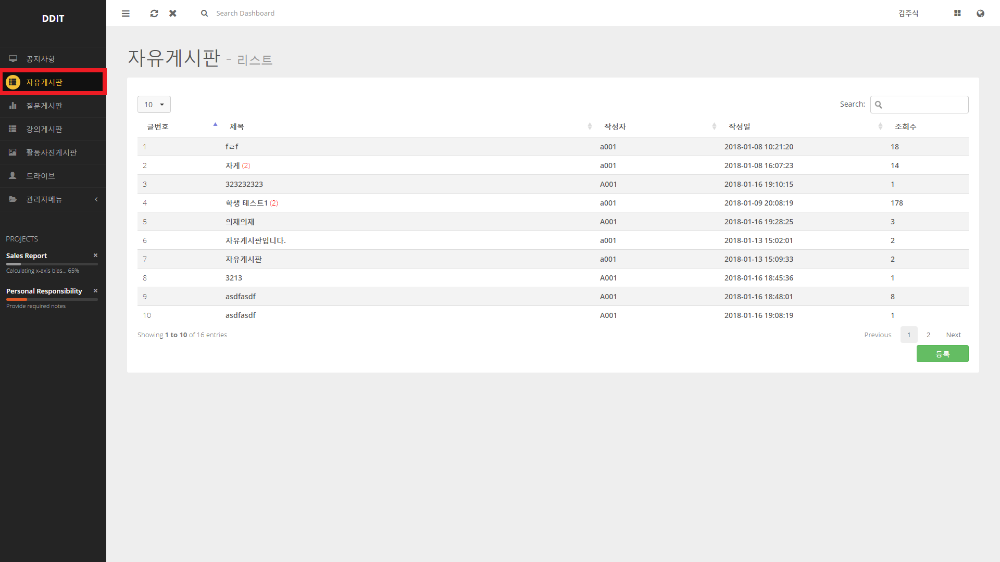 DDIT
Search Dashboard
김주식
공지사항
자유게시판
질문게시판
강의게시판
활동사진게시판
드라이브
관리자메뉴
PROJECTS
Sales Report ×
Calculating x-axis bias... 65%
Personal Responsibility ×
Provide required notes
자유게시판 - 리스트
10 Search:
글번호 제목 작성자 작성일 조회수
1 fㄹf a001 2018-01-08 10:21:20 18
2 자게 (2) a001 2018-01-08 16:07:23 14
3 323232323 A001 2018-01-16 19:10:15 1
4 학생 테스트1 (2) a001 2018-01-09 20:08:19 178
5 의재의재 A001 2018-01-16 19:28:25 3
6 자유게시판입니다. a001 2018-01-13 15:02:01 2
7 자유게시판 a001 2018-01-13 15:09:33 2
8 3213 A001 2018-01-16 18:45:36 1
9 asdfasdf A001 2018-01-16 18:48:01 8
10 asdfasdf A001 2018-01-16 19:08:19 1
Showing 1 to 10 of 16 entries Previous 1 2 Next
등록